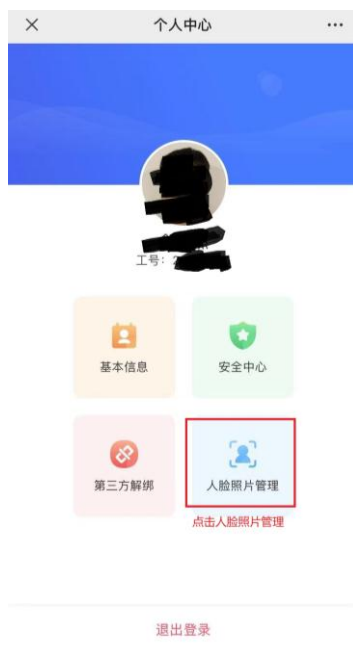 个人中心
工号：
基本信息
安全中心
第三方解绑
人脸照片管理
点击人脸照片管理
退出登录